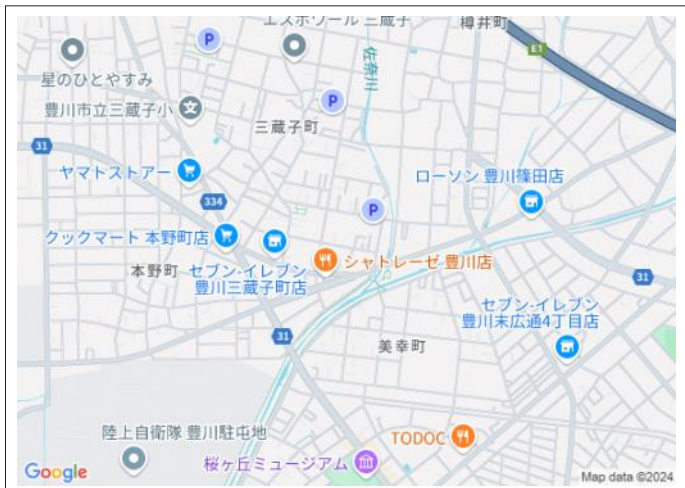 エスポワール 三蔵子
樽井町
E1
P
佐奈川
星のひとやすみ
豊川市立三蔵子小
文
P
三蔵子町
31
ヤマトストアー
334
ローソン 豊川篠田店
P
クックマート 本野町店
本野町
セブン-イレブン
豊川三蔵子町店
シャトレーゼ 豊川店
31
セブン-イレブン
豊川末広通4丁目店
31
美幸町
陸上自衛隊 豊川駐屯地
TODOC
桜ヶ丘ミュージアム
Google
Map data ©2024